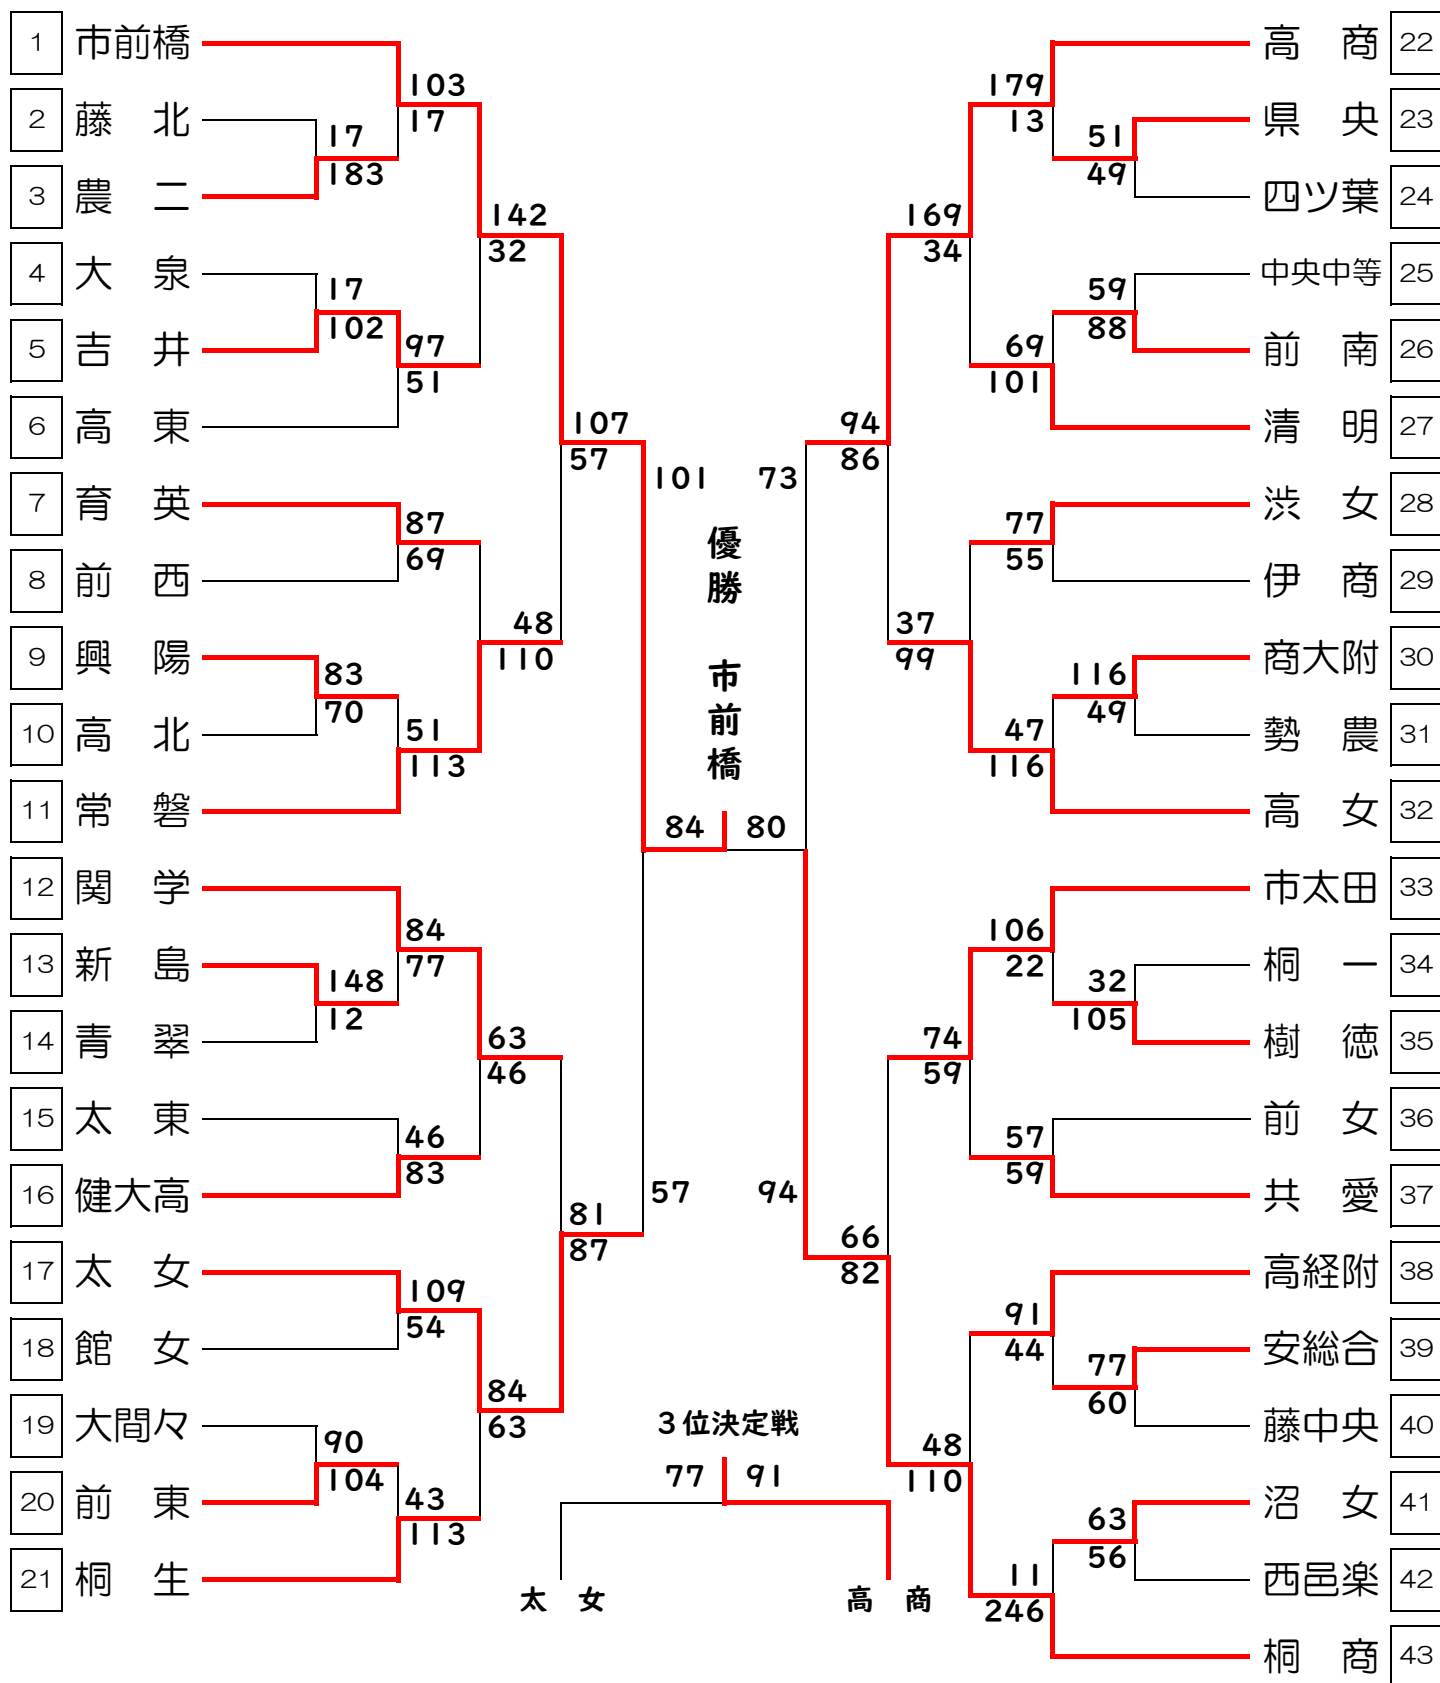 1 市前橋
2 藤 北
3 農 二
4 大 泉
5 吉 井
6 高 東
7 育 英
8 前 西
9 興 陽
10 高 北
11 常 磐
12 関 学
13 新 島
14 青 翠
15 太 東
16 健大高
17 太 女
18 館 女
19 大間々
20 前 東
21 桐 生
17
183
17
102
83
70
148
12
90
104
103
17
97
51
87
69
51
113
84
77
46
83
109
54
43
113
142
32
48
110
63
46
84
63
107
57
81
87
101
57
84 80
優勝 市前橋
73
94
94
86
66
82
169
34
37
99
74
59
48
110
179
13
69
101
77
55
47
116
106
22
57
59
91
44
11
246
51
49
59
88
116
49
32
105
77
60
63
56
高 商 22
県 央 23
四ツ葉 24
中央中等 25
前 南 26
清 明 27
渋 女 28
伊 商 29
商大附 30
勢 農 31
高 女 32
市太田 33
桐 一 34
樹 徳 35
前 女 36
共 愛 37
高経附 38
安総合 39
藤中央 40
沼 女 41
西邑楽 42
桐 商 43
３位決定戦
77 91
太 女 高 商